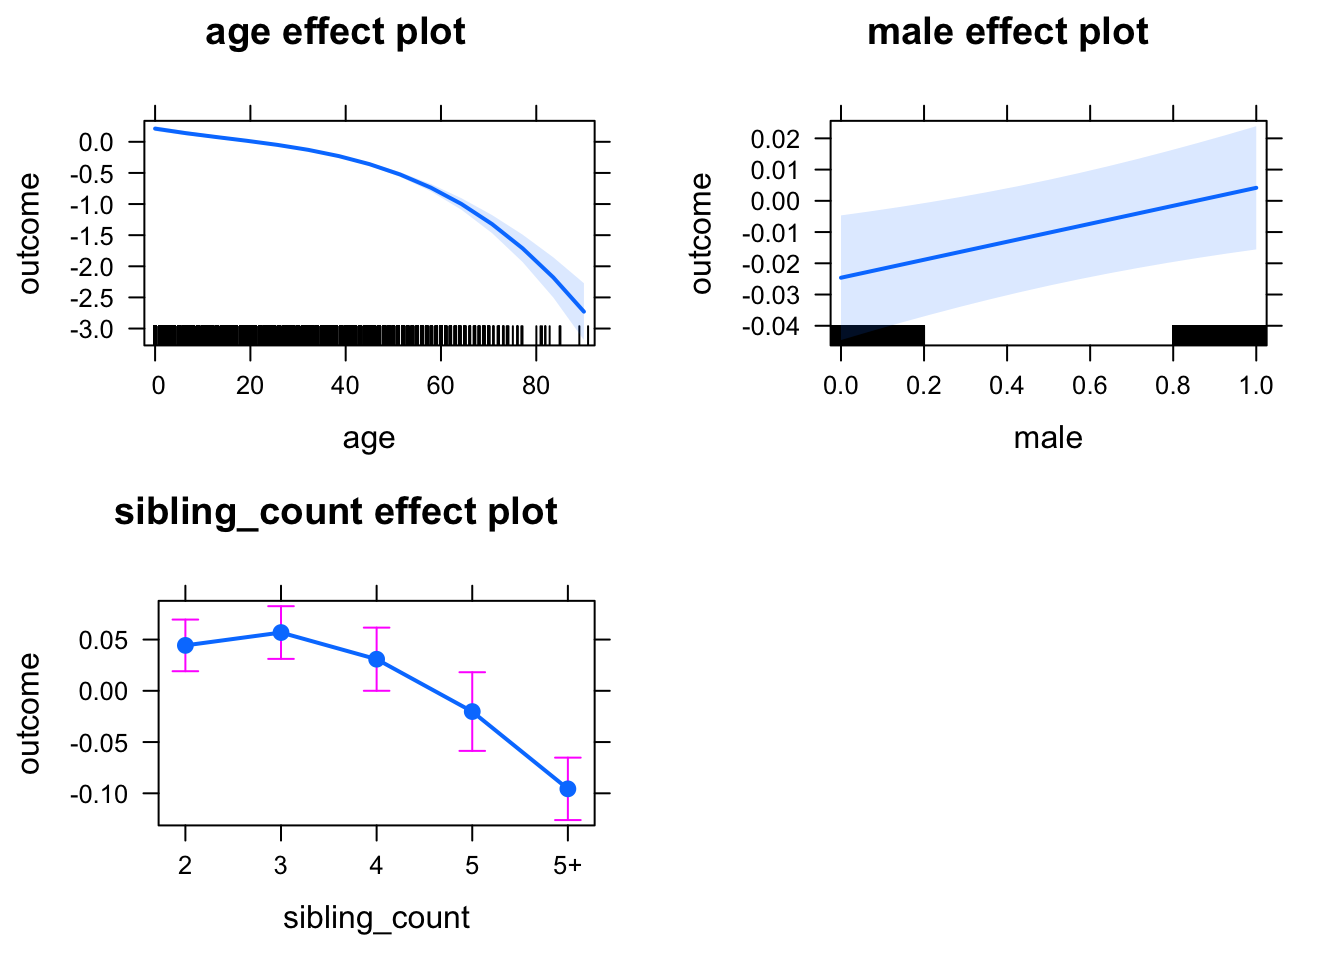 age effect plot
outcome
0.0
-0.5
-1.0
-1.5
-2.0
-2.5
-3.0
0 20 40 60 80
age
male effect plot
outcome
0.02
0.01
0.00
-0.01
-0.02
-0.03
-0.04
0.0 0.2 0.4 0.6 0.8 1.0
male
sibling_count effect plot
outcome
0.05
0.00
-0.05
-0.10
2 3 4 5 5+
sibling_count